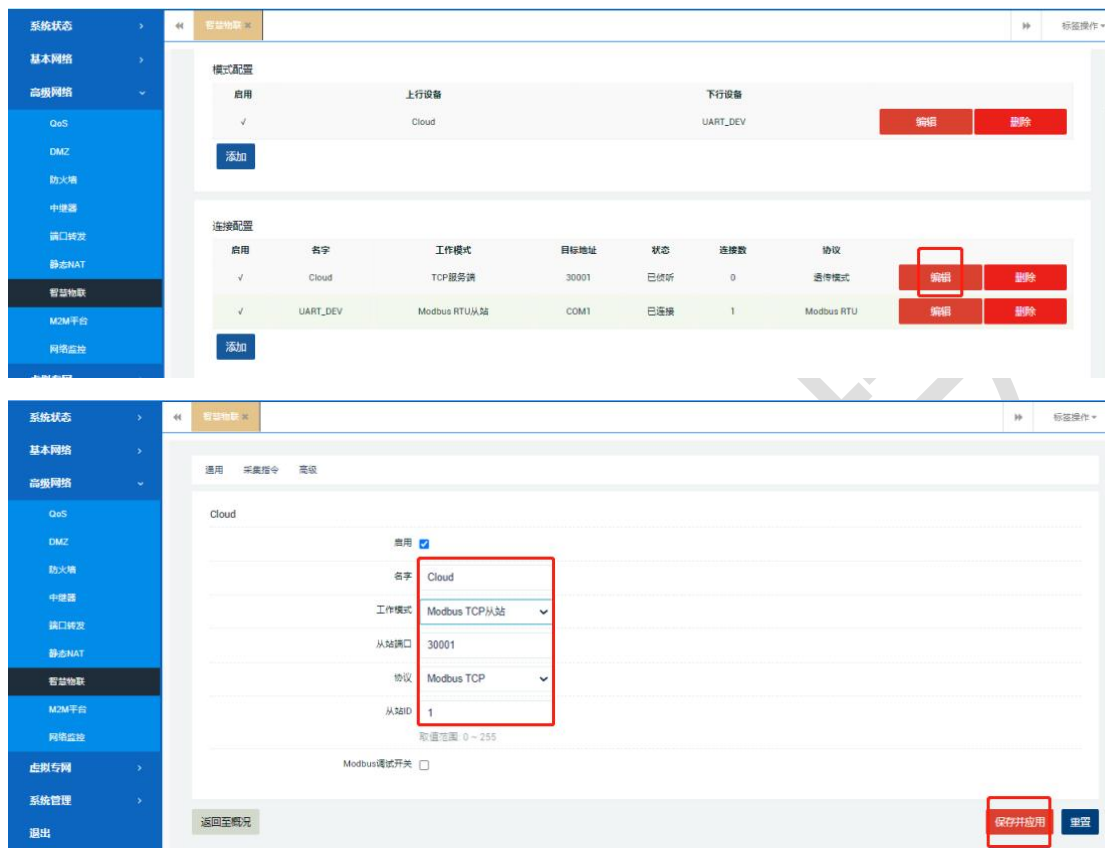 系统状态
智慧物联
标签操作
基本网络
高级网络
QoS
DMZ
防火墙
中继器
端口转发
静态NAT
智慧物联
M2M平台
网络监控
模式配置
启用 上行设备 下行设备
√ Cloud UART_DEV 编辑 删除
添加
连接配置
启用 名字 工作模式 目标地址 状态 连接数 协议
√ Cloud TCP服务端 30001 已侦听 0 透传模式 编辑 删除
√ UART_DEV Modbus RTU从站 COM1 已连接 1 Modbus RTU 编辑 删除
添加
系统状态
智慧物联
标签操作
基本网络
高级网络
QoS
DMZ
防火墙
中继器
端口转发
静态NAT
智慧物联
M2M平台
网络监控
虚拟专网
系统管理
退出
通用 采集指令 高级
Cloud
启用
名字 Cloud
工作模式 Modbus TCP从站
从站端口 30001
协议 Modbus TCP
从站ID 1
取值范围: 0 ~ 255
Modbus调试开关
返回至概况 保存并应用 重置